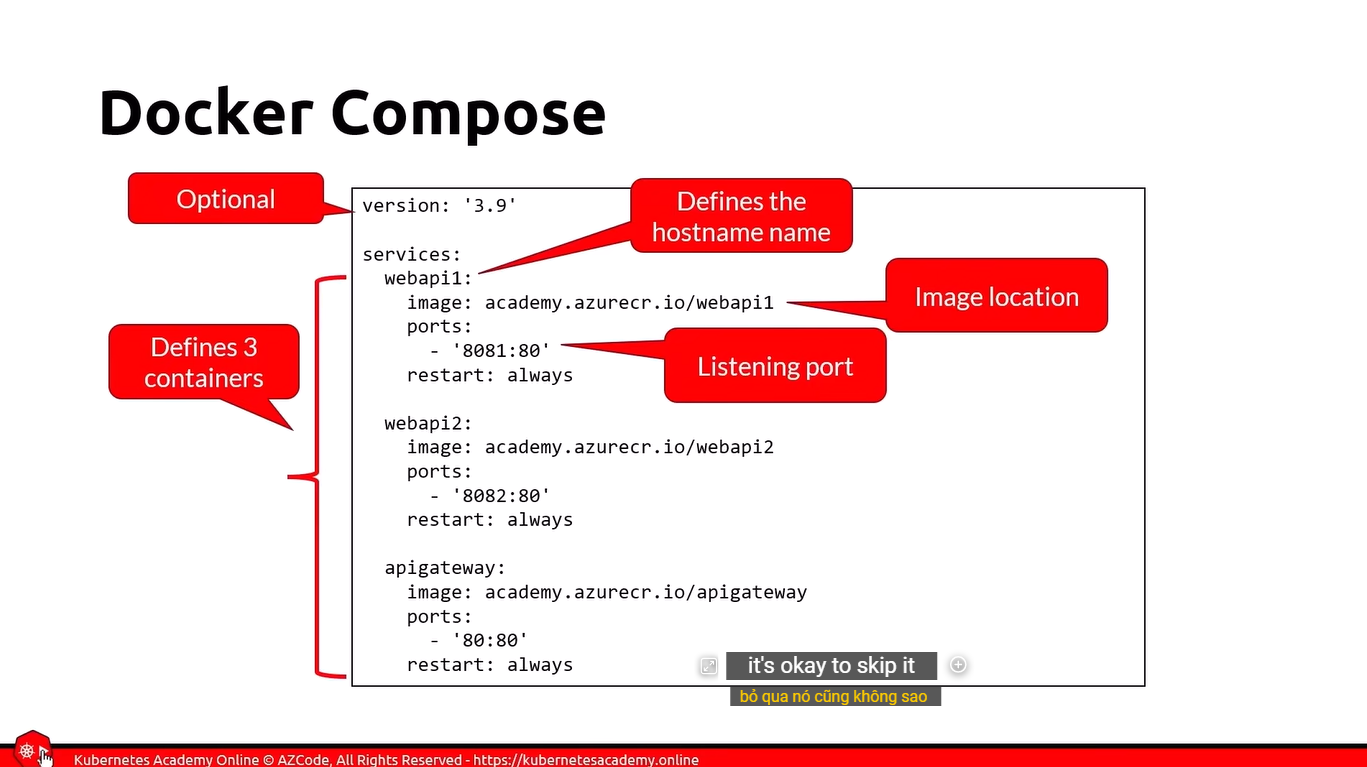 Docker Compose
Optional
Defines the
hostname name
Image location
Listening port
Defines 3
containers
version: '3.9'
services:
webapi1:
image: academy.azurecr.io/webapi1
ports:
- '8081:80'
restart: always
webapi2:
image: academy.azurecr.io/webapi2
ports:
- '8082:80'
restart: always
apigateway:
image: academy.azurecr.io/apigateway
ports:
- '80:80'
restart: always
it's okay to skip it
bỏ qua nó cũng không sao
Kubernetes Academy Online © AZCode, All Rights Reserved - https://kubernetesacademy.online